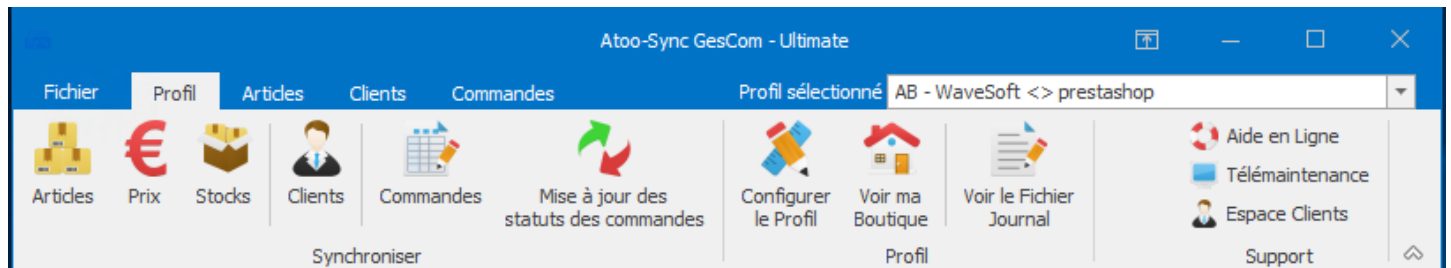 Atoo-Sync GesCom - Ultimate
Fichier Profil Articles Clients Commandes Profil sélectionné AB - WaveSoft <> prestashop
Articles Prix Stocks Clients Commandes Mise à jour des statuts des commandes
Configurer le Profil Voir ma Boutique Voir le Fichier Journal
Aide en Ligne
Télémaintenance
Espace Clients
Synchroniser Profil Support